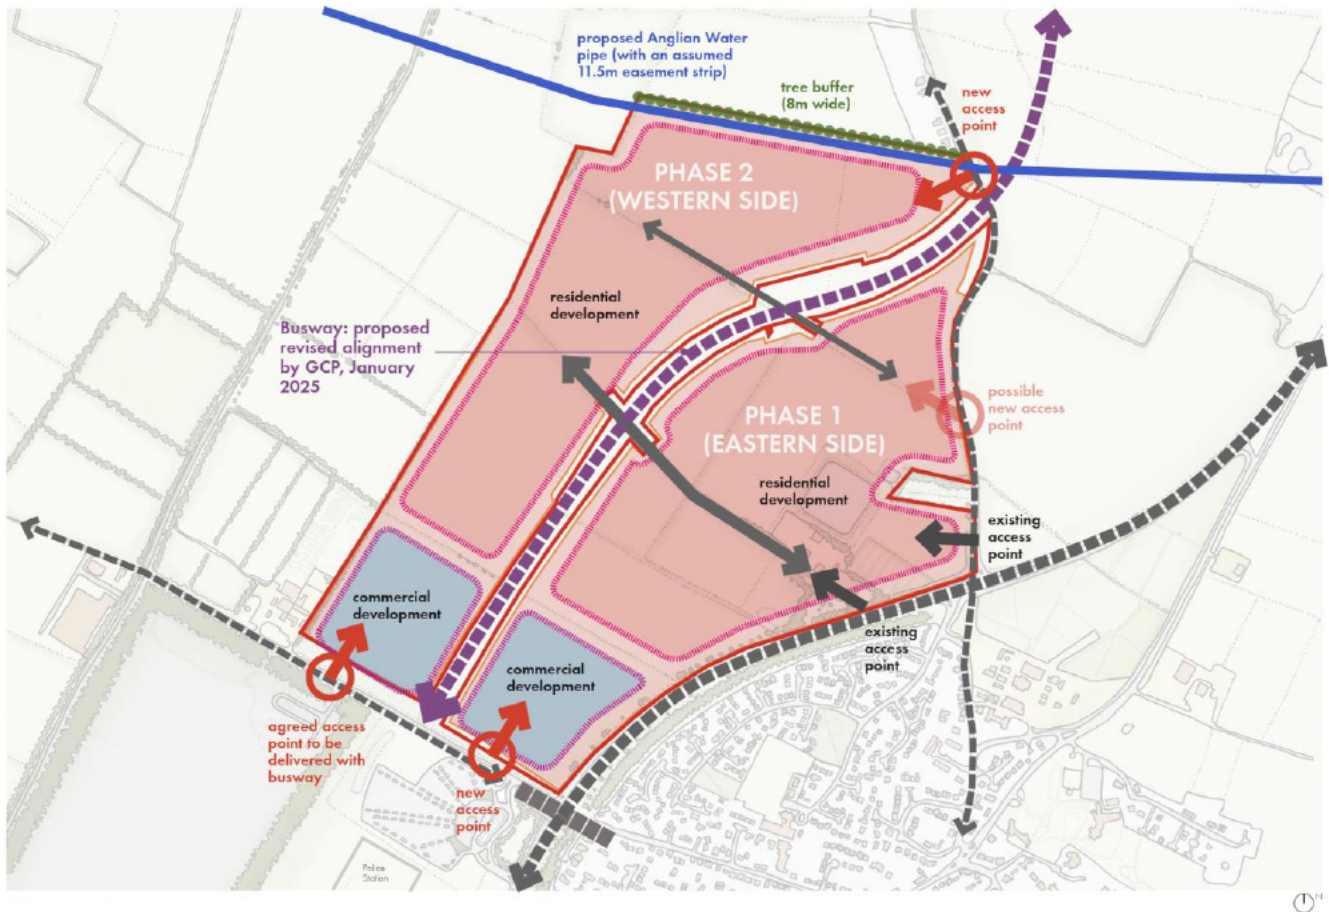 proposed Anglian Water
pipe (with an assumed
11.5m easement strip)
tree buffer
(8m wide)
new
access
point
PHASE 2
(WESTERN SIDE)
residential
development
Busway: proposed
revised alignment
by GCP, January
2025
possible
new access
point
PHASE 1
(EASTERN SIDE)
residential
development
existing
access
point
commercial
development
existing
access
point
commercial
development
agreed access
point to be
delivered with
busway
new
access
point
Police
Station
N